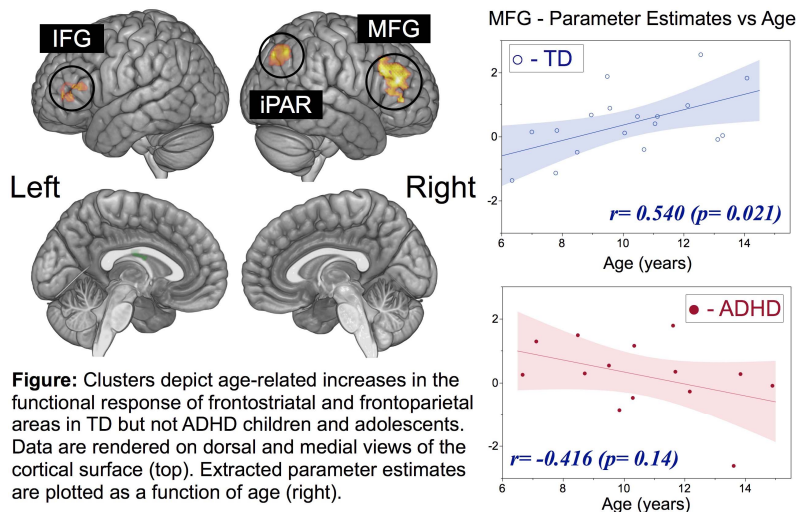 IFG
MFG
iPAR
Left
Right
MFG - Parameter Estimates vs Age
- TD
2
0
-2
r= 0.540 (p= 0.021)
6 8 10 12 14
Age (years)
- ADHD
2
0
-2
r= -0.416 (p= 0.14)
6 8 10 12 14
Age (years)
Figure: Clusters depict age-related increases in the
functional response of frontostriatal and frontoparietal
areas in TD but not ADHD children and adolescents.
Data are rendered on dorsal and medial views of the
cortical surface (top). Extracted parameter estimates
are plotted as a function of age (right).